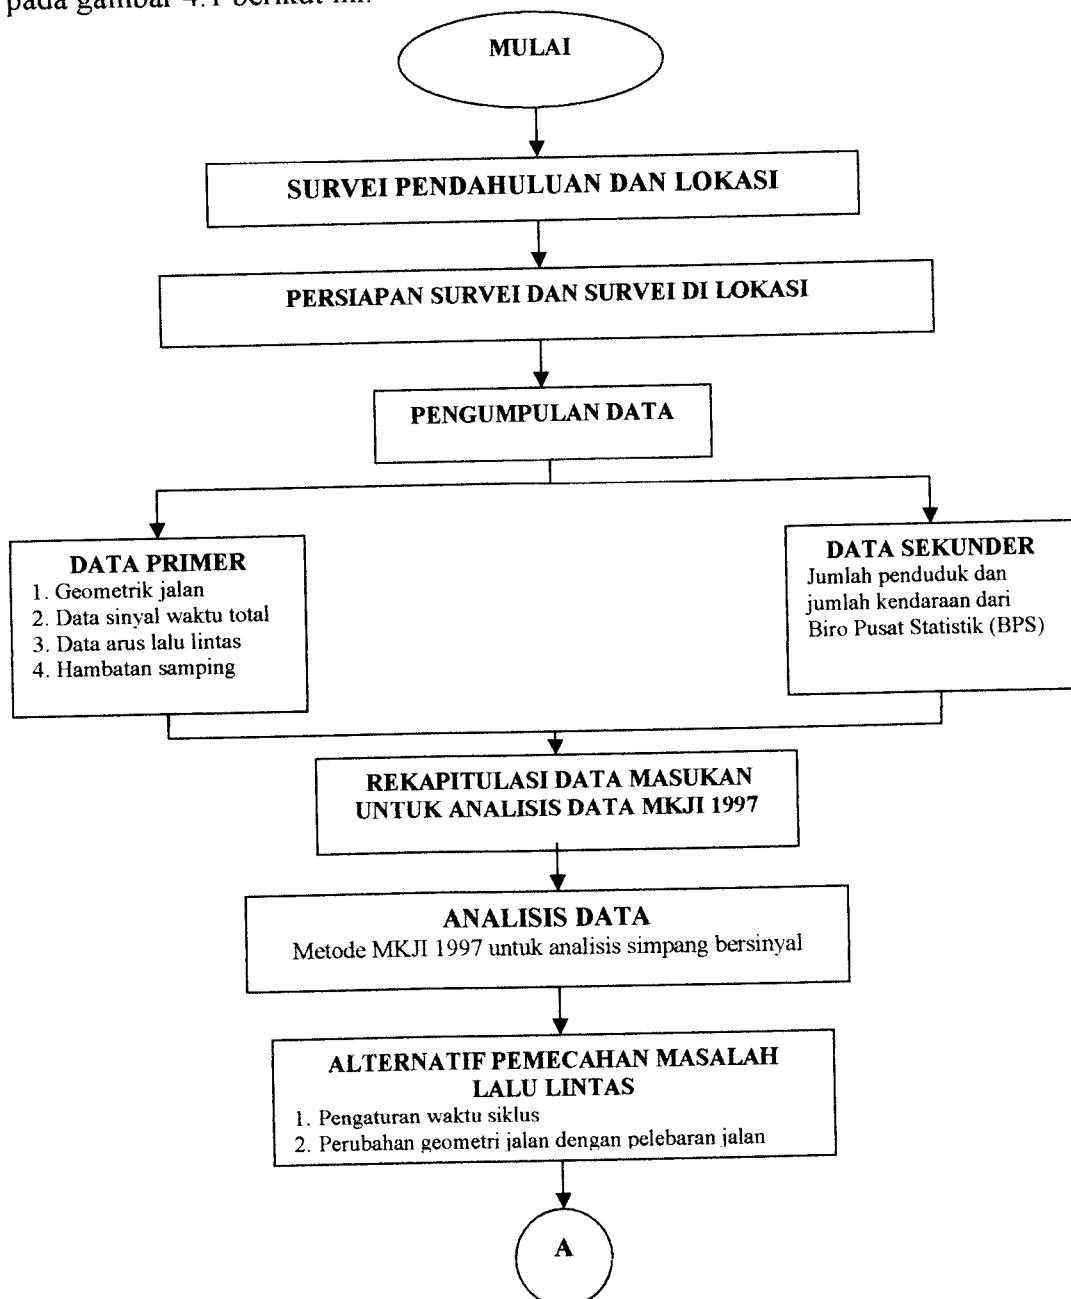 pada gambar 4.1 berikut ini.
MULAI
SURVEI PENDAHULUAN DAN LOKASI
PERSIAPAN SURVEI DAN SURVEI DI LOKASI
PENGUMPULAN DATA
DATA PRIMER
1. Geometrik jalan
2. Data sinyal waktu total
3. Data arus lalu lintas
4. Hambatan samping
DATA SEKUNDER
Jumlah penduduk dan
jumlah kendaraan dari
Biro Pusat Statistik (BPS)
REKAPITULASI DATA MASUKAN
UNTUK ANALISIS DATA MKJI 1997
ANALISIS DATA
Metode MKJI 1997 untuk analisis simpang bersinyal
ALTERNATIF PEMECAHAN MASALAH
LALU LINTAS
1. Pengaturan waktu siklus
2. Perubahan geometri jalan dengan pelebaran jalan
A